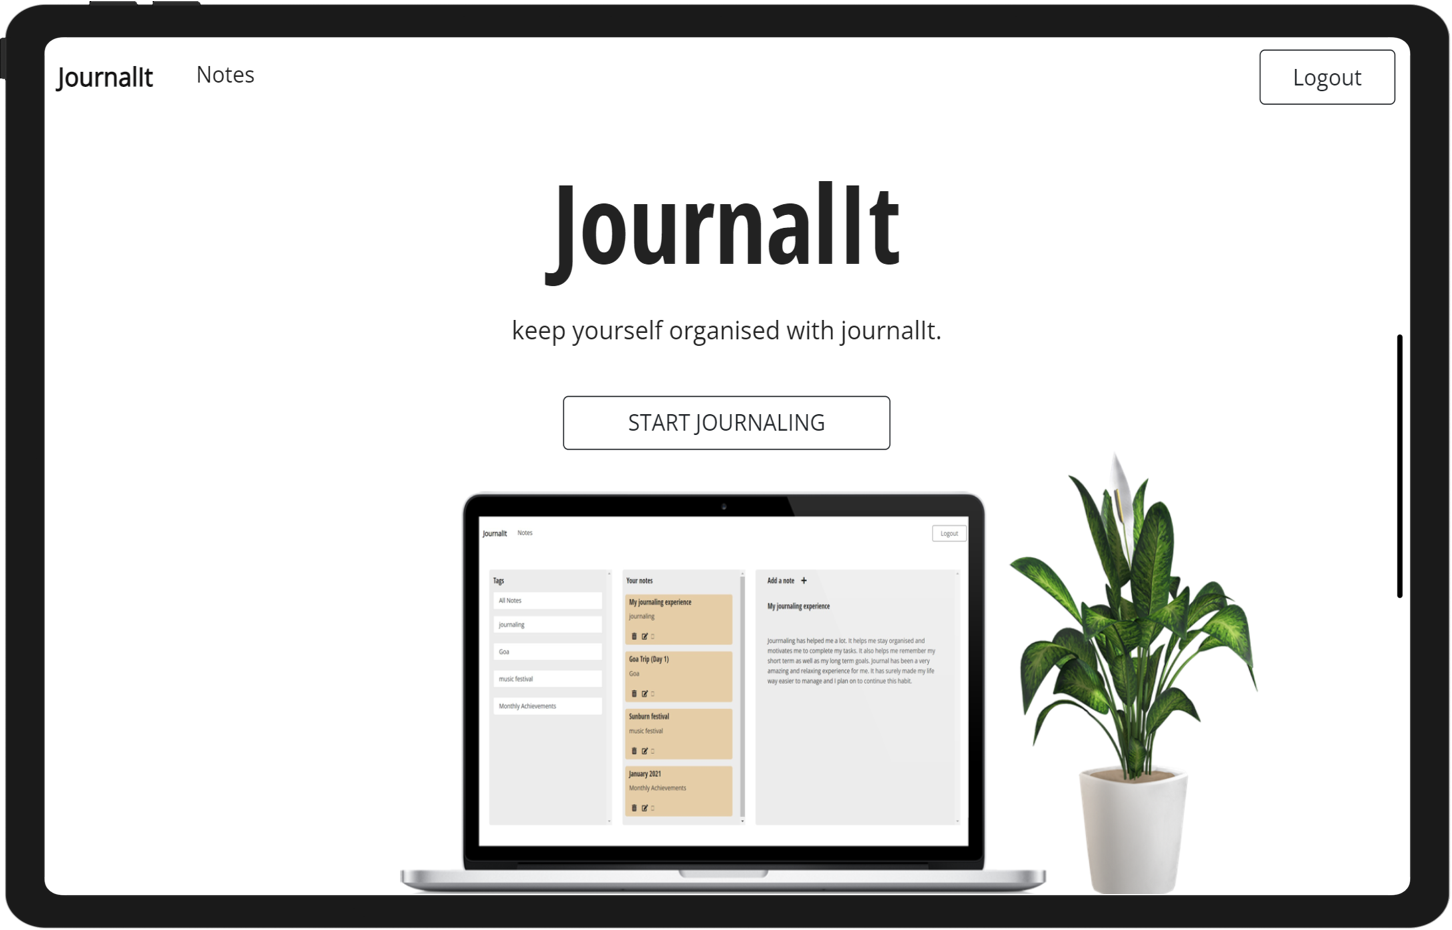 JournalIt
Notes
Logout
JournalIt
keep yourself organised with journalIt.
START JOURNALING
JournalIt
Notes
Logout
Tags
All Notes
journaling
Goa
music festival
Monthly Achievements
Your notes
My journaling experience
journaling
Goa Trip (Day 1)
Goa
Sunburn festival
music festival
January 2021
Monthly Achievements
Add a note +
My journaling experience
Journaling has helped me a lot. It helps me stay organised and
motivates me to complete my tasks. It also helps me remember my
short term as well as my long term goals. Journal has been a very
amazing and relaxing experience for me. It has surely made my life
way easier to manage and I plan on to continue this habit.